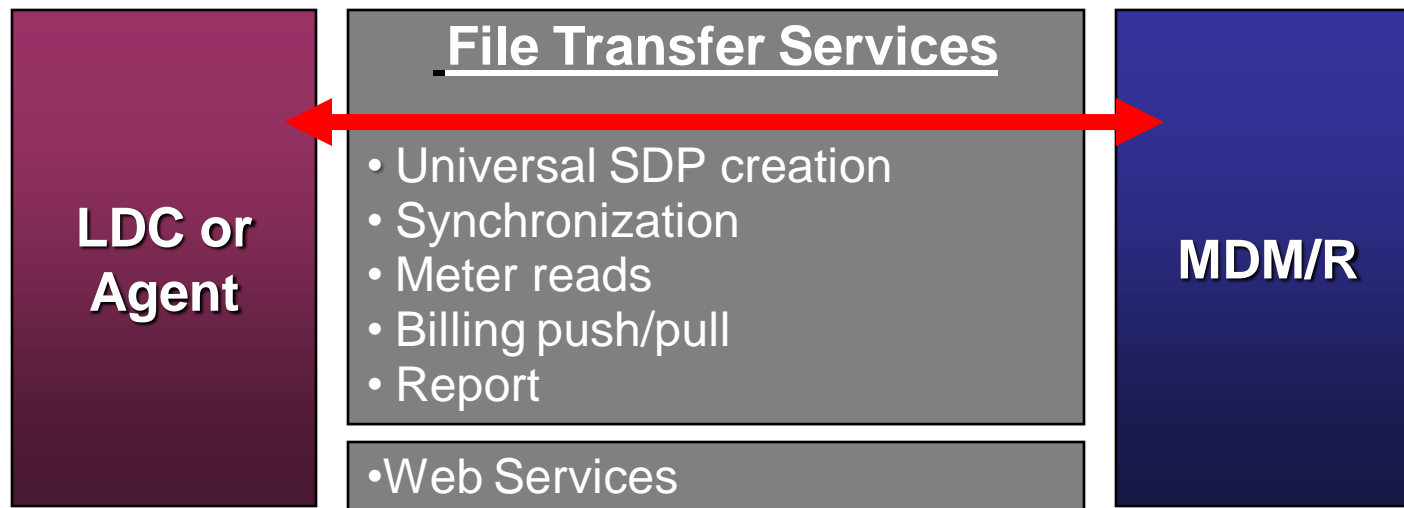 LDC or
Agent
File Transfer Services
• Universal SDP creation
• Synchronization
• Meter reads
• Billing push/pull
• Report
•Web Services
MDM/R